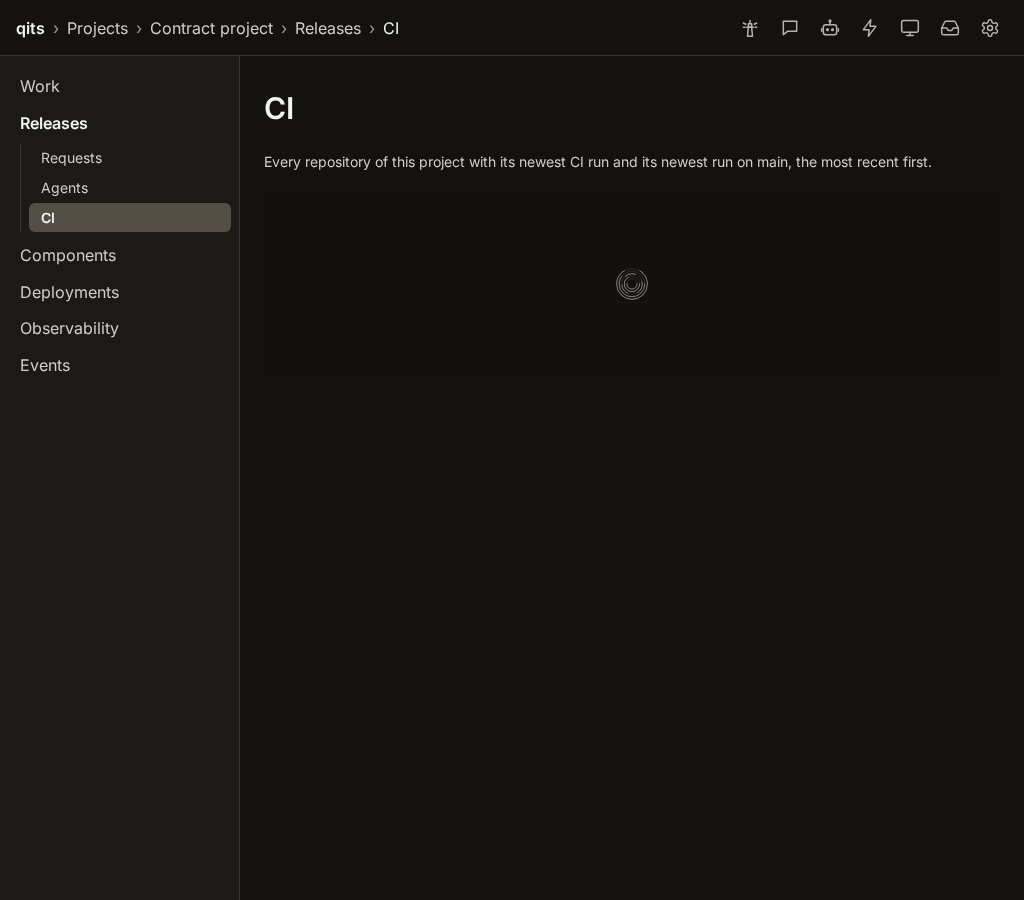 qits › Projects › Contract project › Releases › CI
Work
Releases
Requests
Agents
CI
Components
Deployments
Observability
Events
CI
Every repository of this project with its newest CI run and its newest run on main, the most recent first.